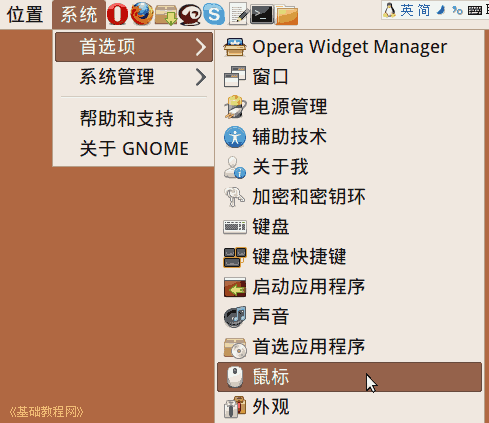 位置 系统 英 简
首选项
系统管理
帮助和支持
关于 GNOME
Opera Widget Manager
窗口
电源管理
辅助技术
关于我
加密和密钥环
键盘
键盘快捷键
启动应用程序
声音
首选应用程序
鼠标
外观
《基础教程网》